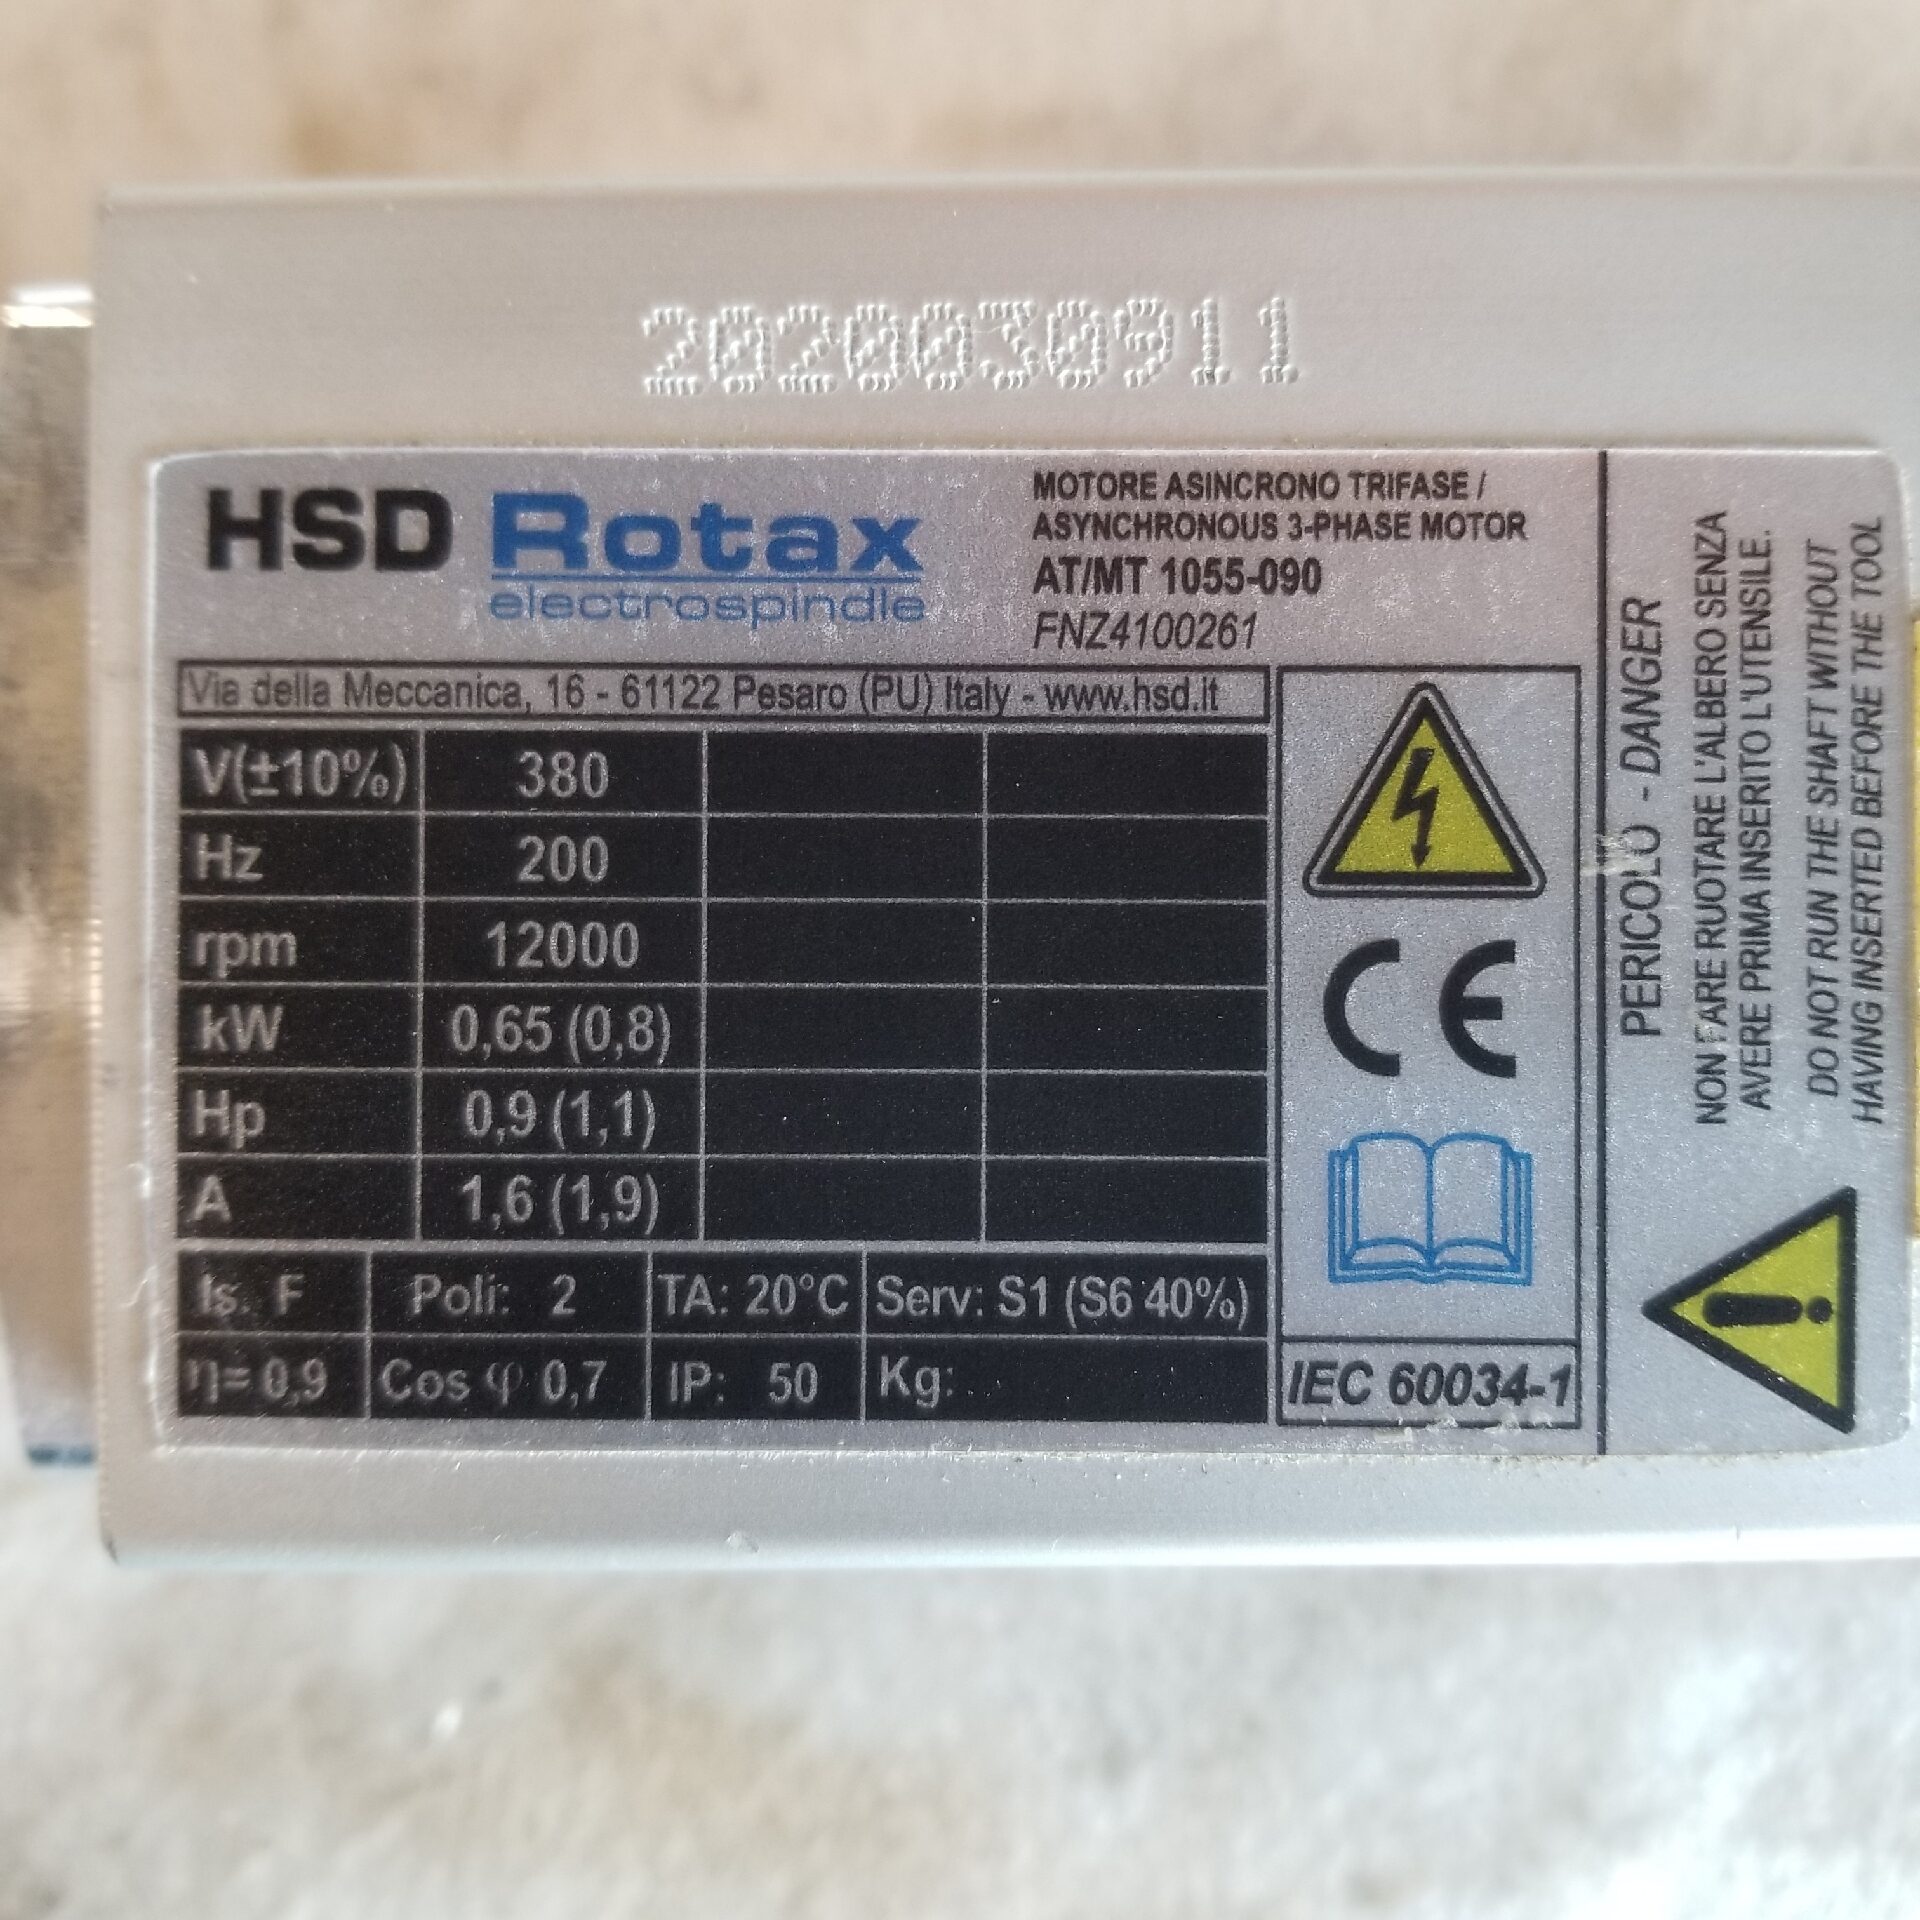 2020030911
HSD Rotax
electrospindle
MOTORE ASINCRONO TRIFASE /
ASYNCHRONOUS 3-PHASE MOTOR
AT/MT 1055-090
FNZ4100261
Via della Meccanica, 16 - 61122 Pesaro (PU) Italy - www.hsd.it
V(±10%) 380
Hz 200
rpm 12000
kW 0,65 (0,8)
Hp 0,9 (1,1)
A 1,6 (1,9)
Is. F Poli: 2 TA: 20°C Serv: S1 (S6 40%)
η= 0,9 Cos φ 0,7 IP: 50 Kg:
CE
IEC 60034-1
PERICOLO - DANGER
NON FARE RUOTARE L'ALBERO SENZA
AVERE PRIMA INSERITO L'UTENSILE.
DO NOT RUN THE SHAFT WITHOUT
HAVING INSERTED BEFORE THE TOOL